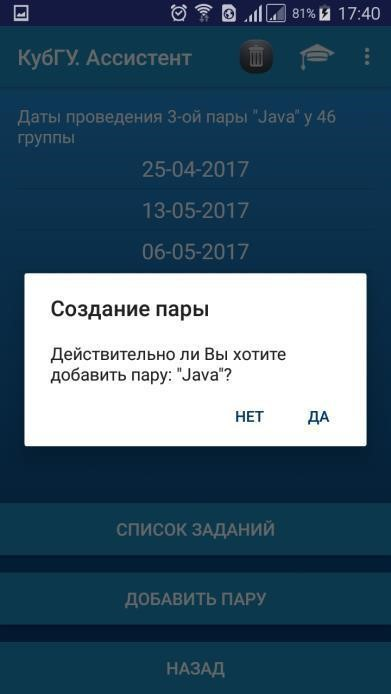 81% 17:40
КубГУ. Ассистент
Даты проведения 3-ой пары "Java" у 46
группы
25-04-2017
13-05-2017
06-05-2017
Создание пары
Действительно ли Вы хотите
добавить пару: "Java"?
НЕТ ДА
СПИСОК ЗАДАНИЙ
ДОБАВИТЬ ПАРУ
НАЗАД